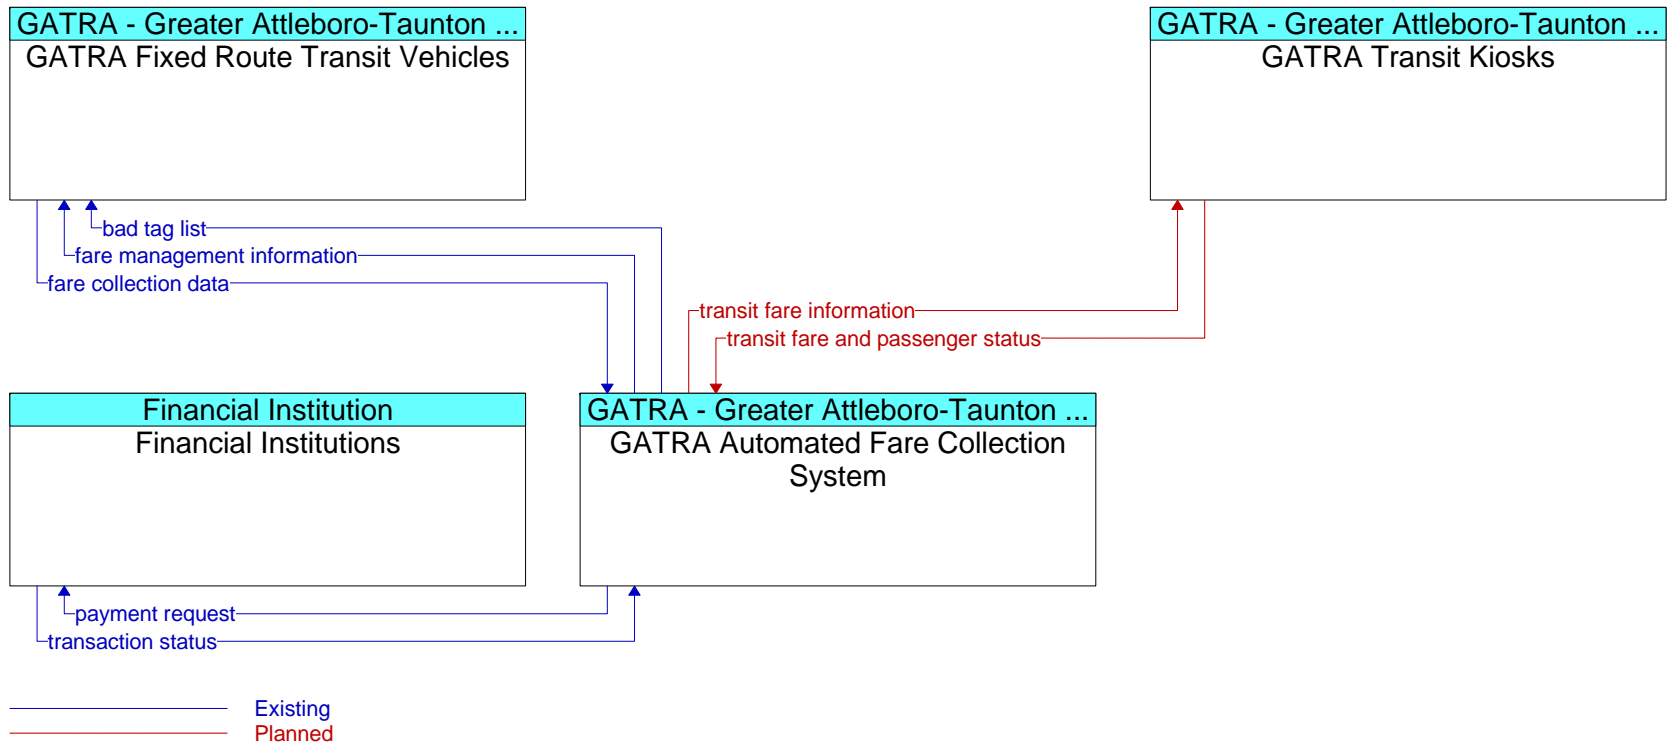 GATRA - Greater Attleboro-Taunton ...
GATRA Fixed Route Transit Vehicles
GATRA - Greater Attleboro-Taunton ...
GATRA Transit Kiosks
bad tag list
fare management information
fare collection data
transit fare information
transit fare and passenger status
Financial Institution
Financial Institutions
GATRA - Greater Attleboro-Taunton ...
GATRA Automated Fare Collection
System
payment request
transaction status
Existing
Planned